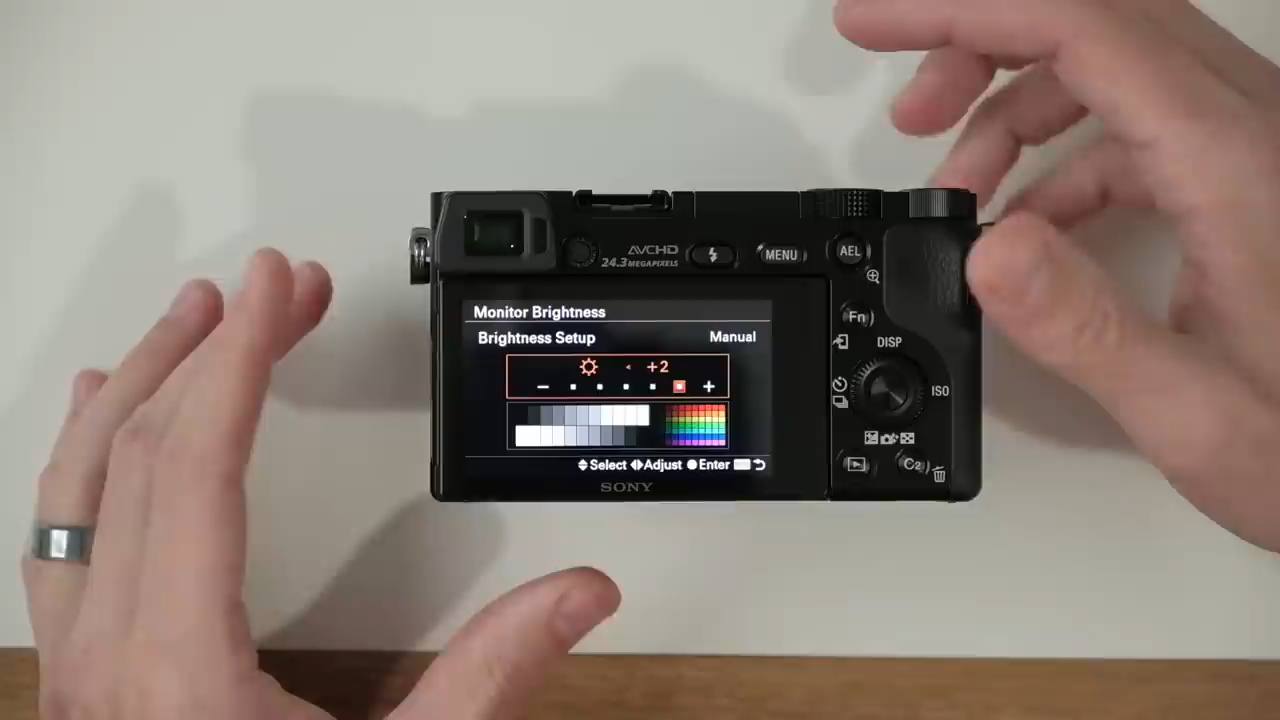 AVCHD
24.3 MEGAPIXELS
MENU
AEL
Fn
DISP
ISO
C2
Monitor Brightness
Brightness Setup Manual
+2
− +
Select Adjust Enter
SONY